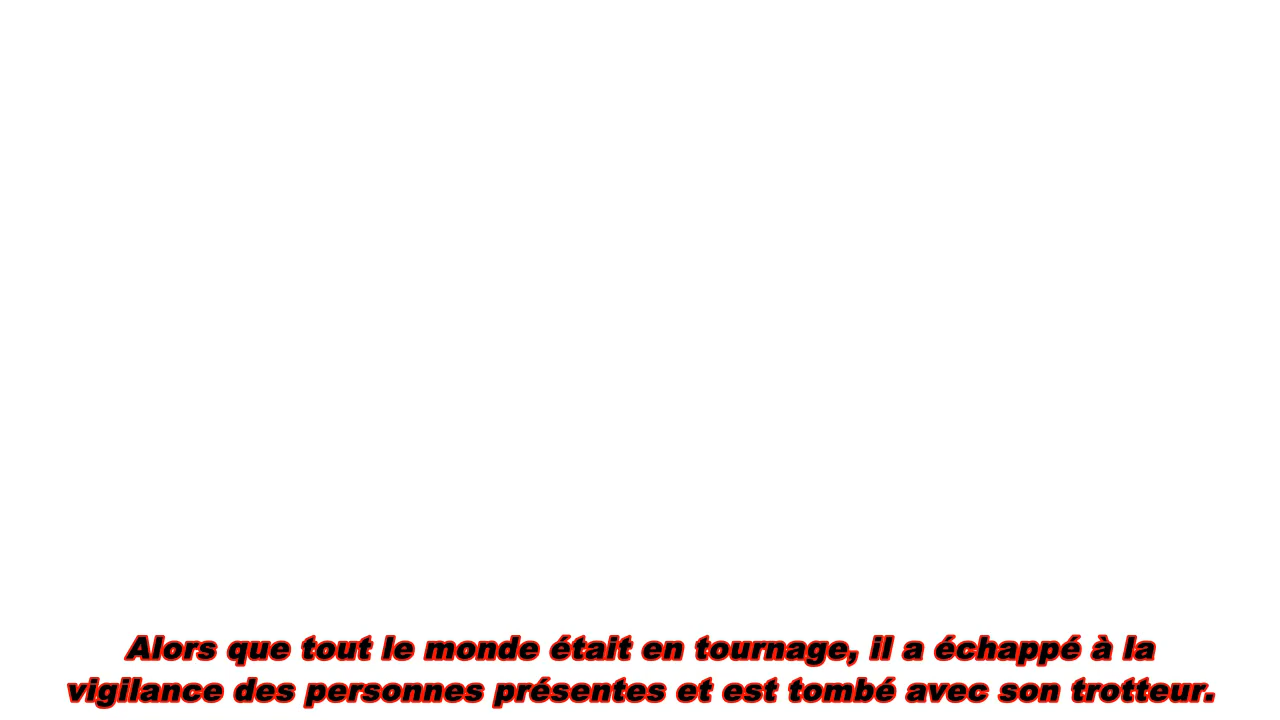 Alors que tout le monde était en tournage, il a échappé à la
vigilance des personnes présentes et est tombé avec son trotteur.